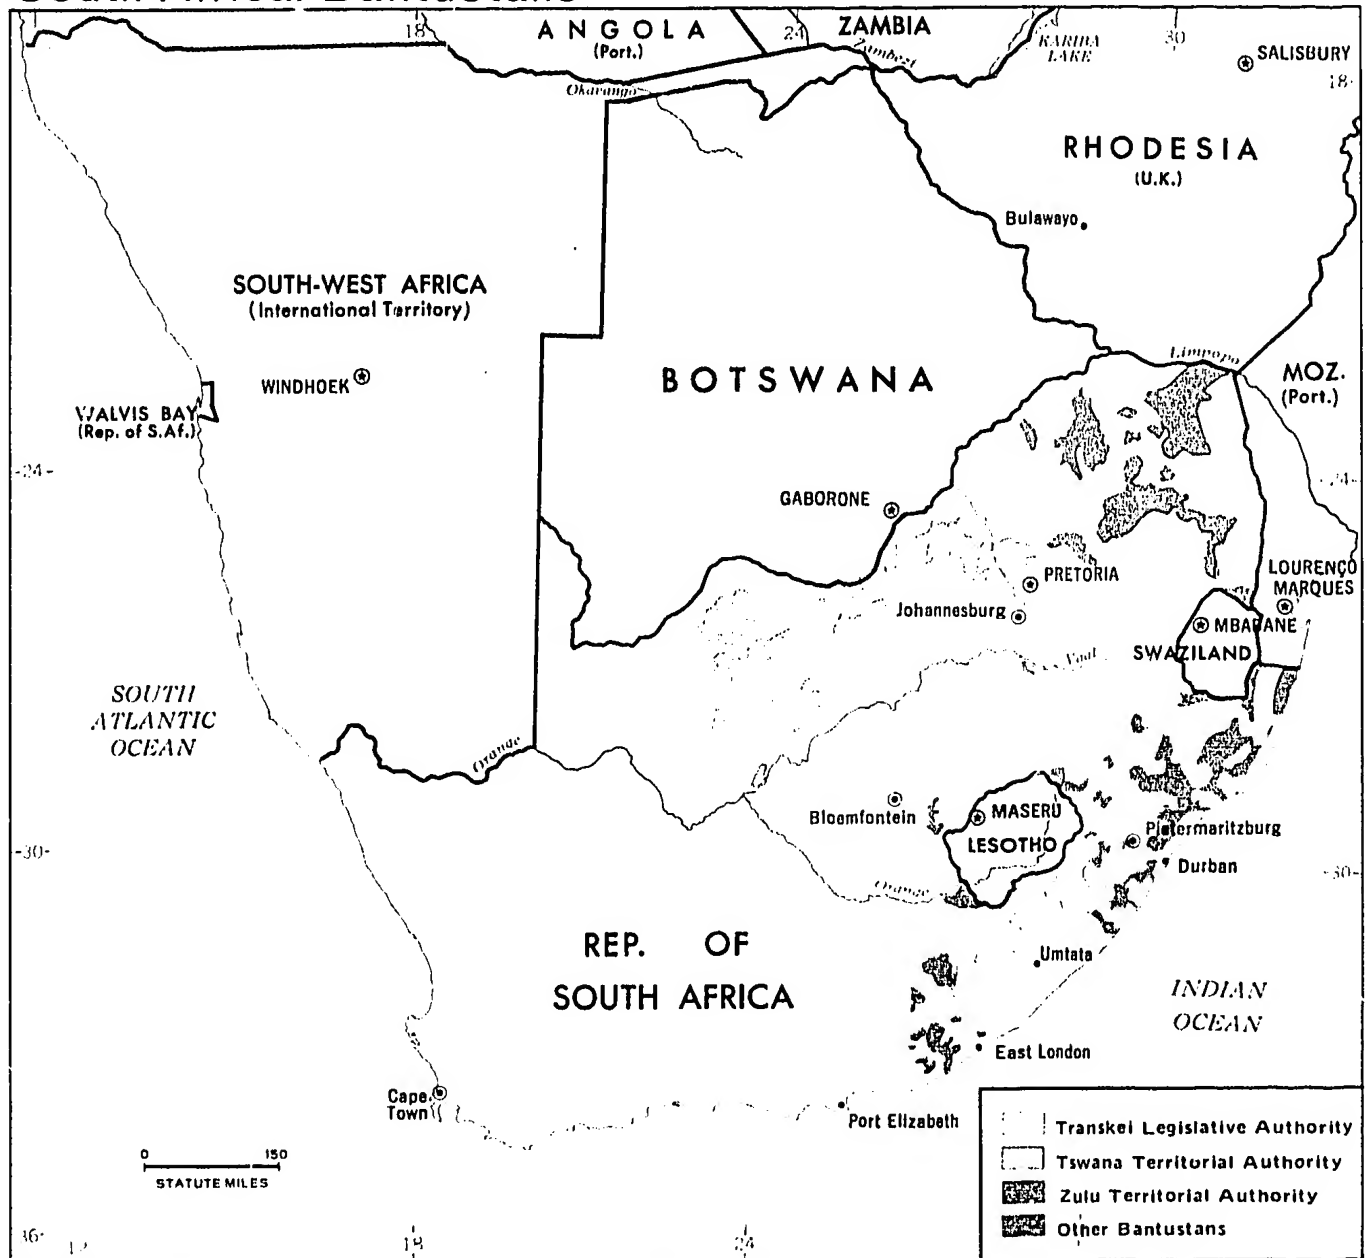 18
ANGOLA
(Port.)
24
ZAMBIA
Zambezi
KARIBA
LAKE
30
SALISBURY
18
Okavango
RHODESIA
(U.K.)
Bulawayo
SOUTH-WEST AFRICA
(International Territory)
WINDHOEK
WALVIS BAY
(Rep. of S.Af.)
BOTSWANA
Limpopo
MOZ.
(Port.)
-24-
-24-
GABORONE
PRETORIA
LOURENÇO
MARQUES
Johannesburg
MBABANE
SWAZILAND
Vaal
SOUTH
ATLANTIC
OCEAN
Orange
Bloemfontein
MASERU
LESOTHO
Pietermaritzburg
Durban
-30-
-30-
Orange
REP. OF
SOUTH AFRICA
Umtata
INDIAN
OCEAN
East London
Cape
Town
Port Elizabeth
0 150
STATUTE MILES
Transkei Legislative Authority
Tswana Territorial Authority
Zulu Territorial Authority
Other Bantustans
36-
18
24